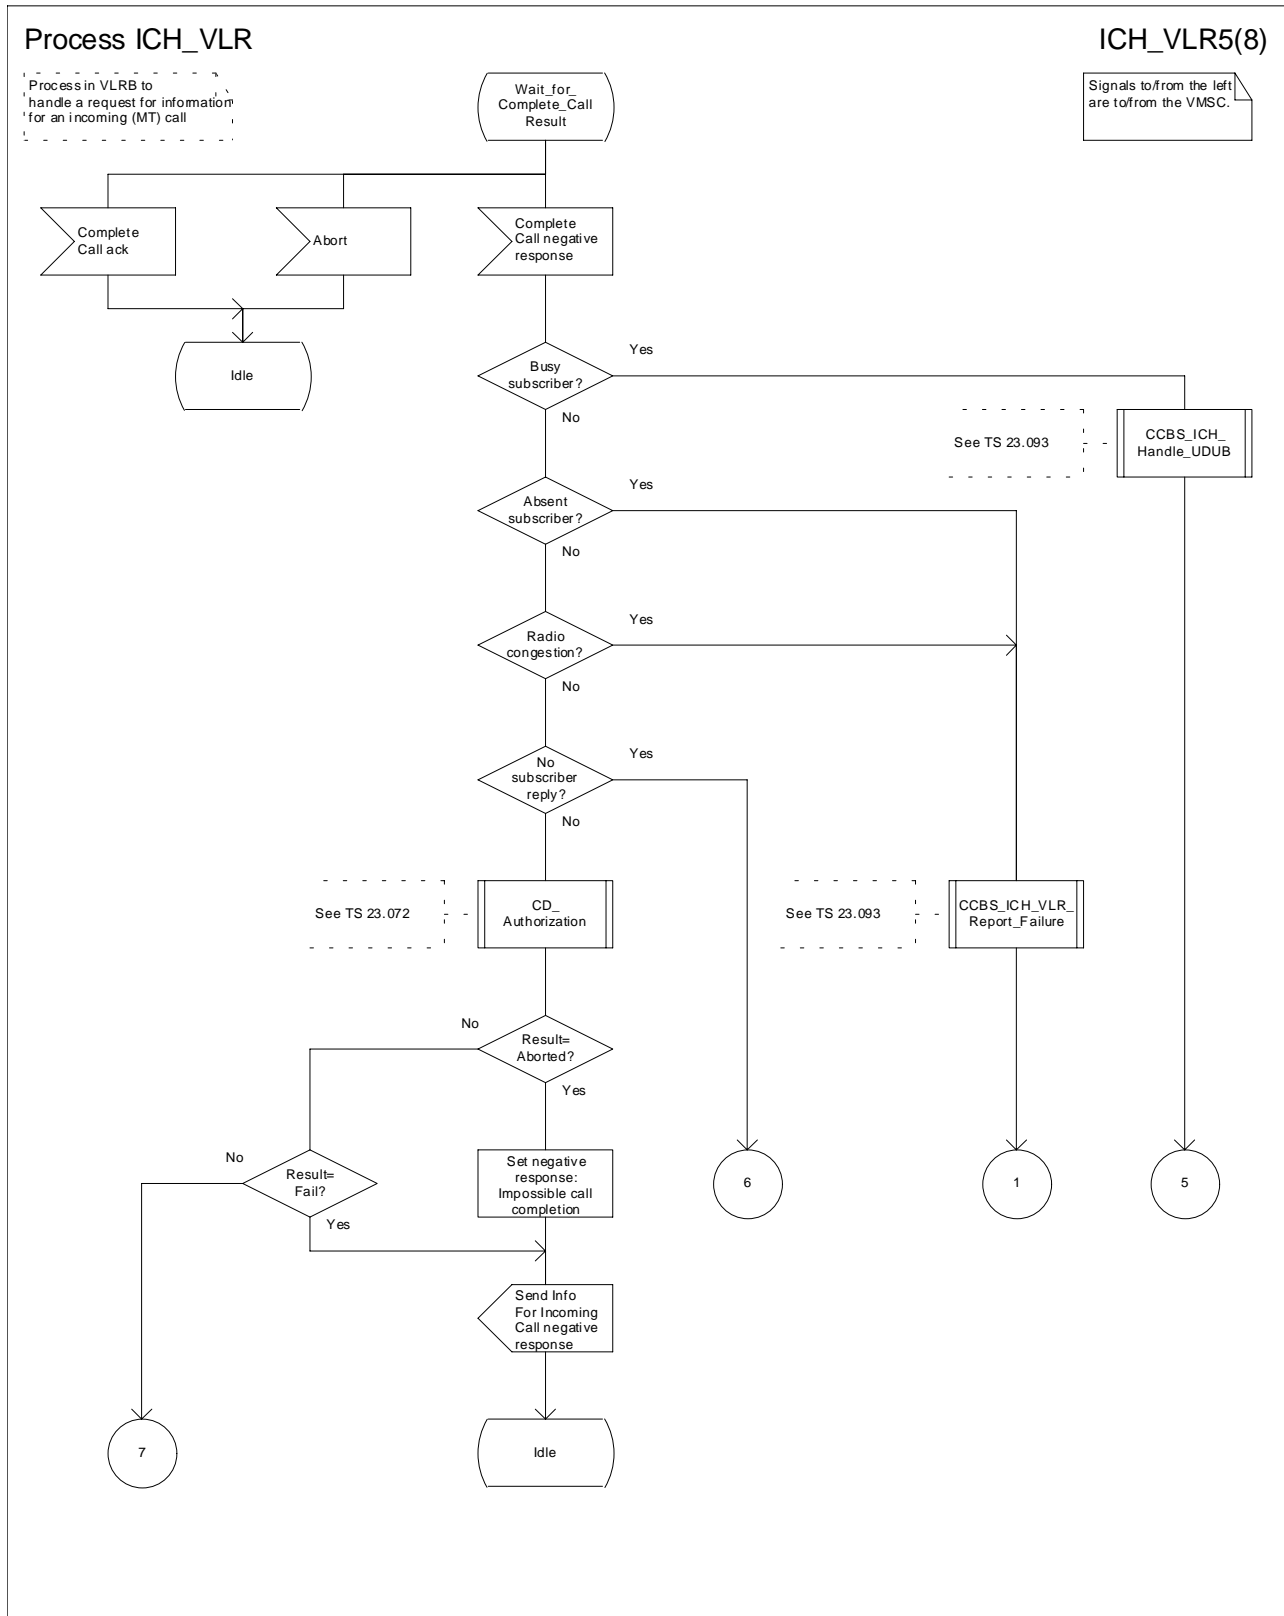 Process ICH_VLR
ICH_VLR5(8)
Process in VLRB to
handle a request for information
for an incoming (MT) call
Wait_for_
Complete_Call
Result
Signals to/from the left
are to/from the VMSC.
Complete
Call ack
Abort
Complete
Call negative
response
Idle
Busy
subscriber?
Yes
No
See TS 23.093
CCBS_ICH_
Handle_UDUB
Absent
subscriber?
Yes
No
Radio
congestion?
Yes
No
No
subscriber
reply?
Yes
No
See TS 23.072
CD_
Authorization
See TS 23.093
CCBS_ICH_VLR_
Report_Failure
No
Result=
Aborted?
Yes
No
Result=
Fail?
Yes
Set negative
response:
Impossible call
completion
6
1
5
Send Info
For Incoming
Call negative
response
7
Idle